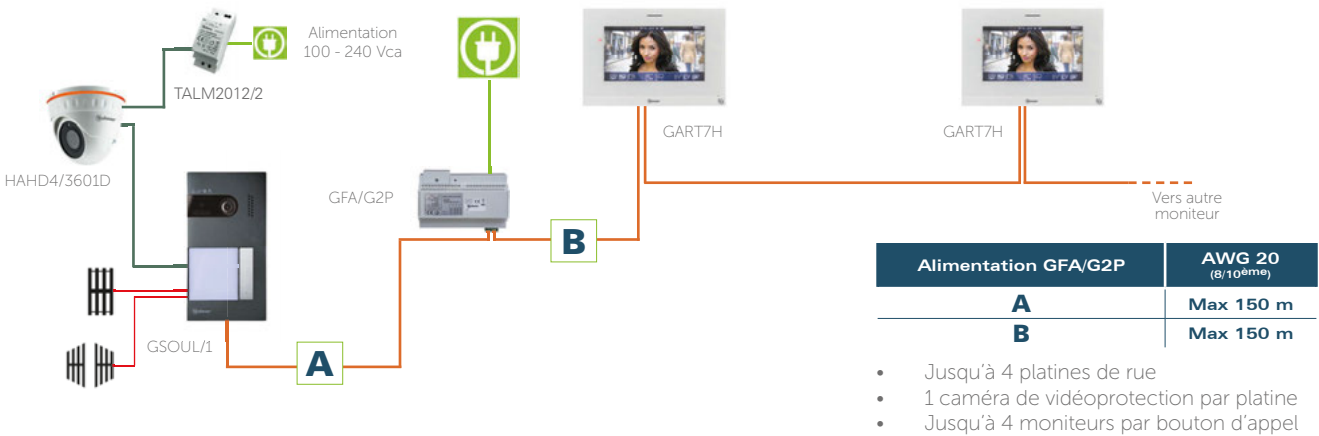 Alimentation
100 - 240 Vca
TALM2012/2
HAHD4/3601D
GART7H
GART7H
GFA/G2P
Vers autre
moniteur
B
GSOUL/1
A
Alimentation GFA/G2P
AWG 20
(8/10ème)
A
Max 150 m
B
Max 150 m
• Jusqu’à 4 platines de rue
• 1 caméra de vidéoprotection par platine
• Jusqu’à 4 moniteurs par bouton d’appel